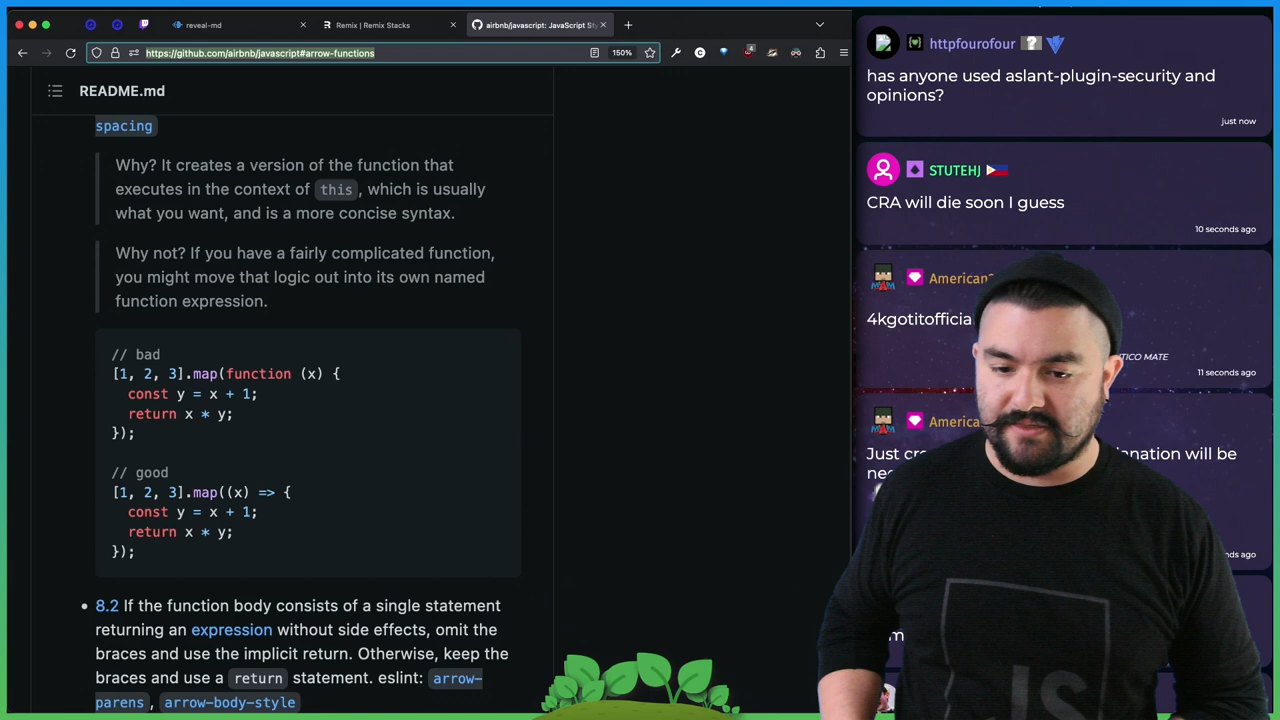 reveal-md
Remix | Remix Stacks
airbnb/javascript: JavaScript Sty
https://github.com/airbnb/javascript#arrow-functions
150%
README.md
spacing
Why? It creates a version of the function that
executes in the context of this, which is usually
what you want, and is a more concise syntax.
Why not? If you have a fairly complicated function,
you might move that logic out into its own named
function expression.
// bad
[1, 2, 3].map(function (x) {
const y = x + 1;
return x * y;
});
// good
[1, 2, 3].map((x) => {
const y = x + 1;
return x * y;
});
8.2 If the function body consists of a single statement
returning an expression without side effects, omit the
braces and use the implicit return. Otherwise, keep the
braces and use a return statement. eslint: arrow-
parens, arrow-body-style
httpfourofour
has anyone used aslant-plugin-security and
opinions?
just now
STUTEHJ
CRA will die soon I guess
10 seconds ago
4kgotitofficia
MATE
11 seconds ago
Just
will be
ds ago
JS